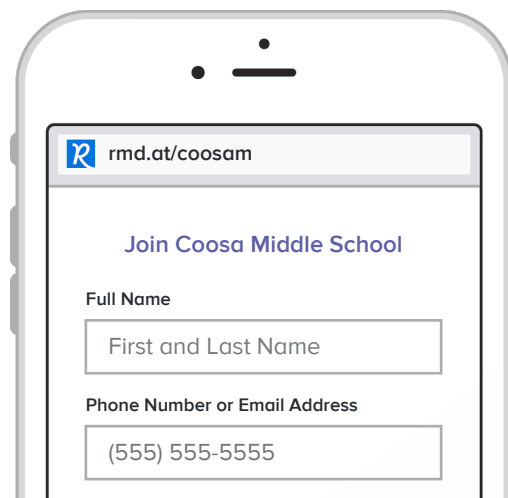 rmd.at/coosam
Join Coosa Middle School
Full Name
First and Last Name
Phone Number or Email Address
(555) 555-5555